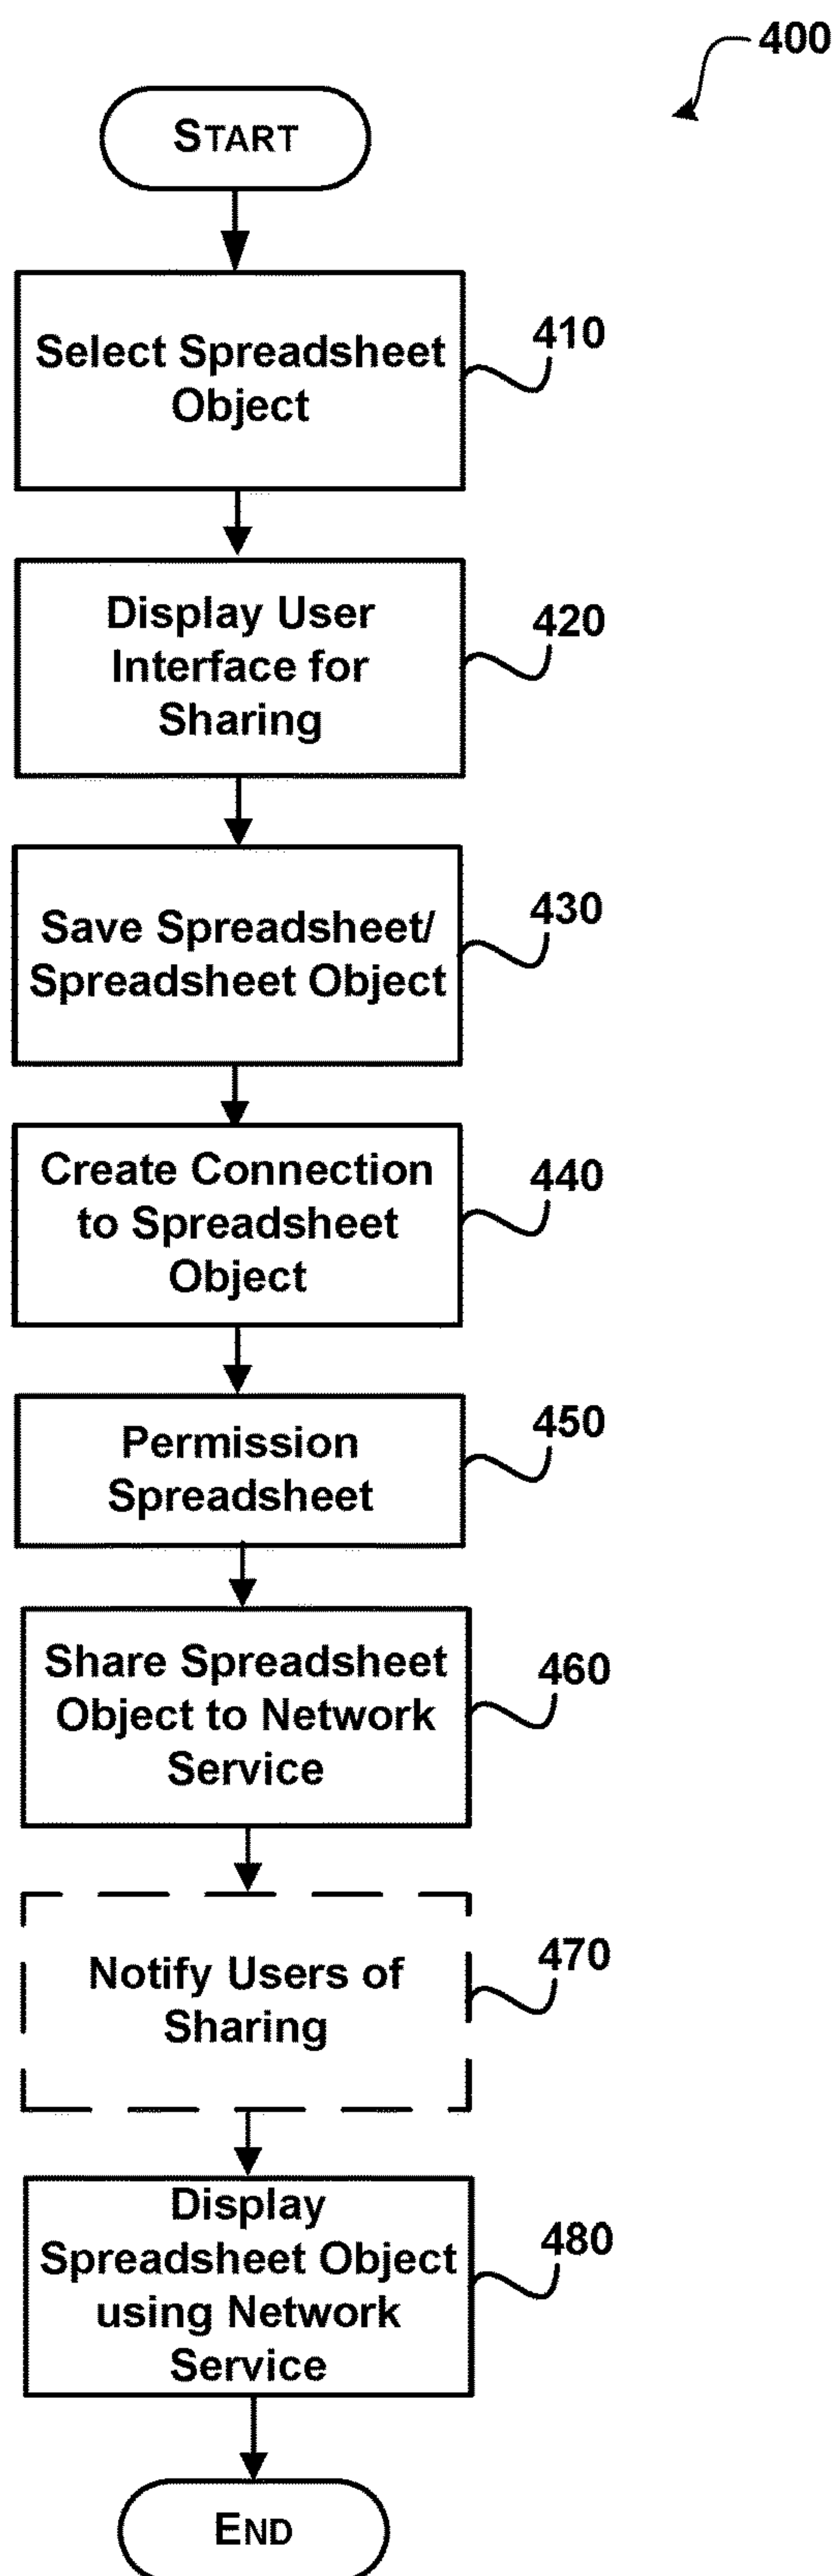 400
START
Select Spreadsheet
Object
410
Display User
Interface for
Sharing
420
Save Spreadsheet/
Spreadsheet Object
430
Create Connection
to Spreadsheet
Object
440
Permission
Spreadsheet
450
Share Spreadsheet
Object to Network
Service
460
Notify Users of
Sharing
470
Display
Spreadsheet Object
using Network
Service
480
END